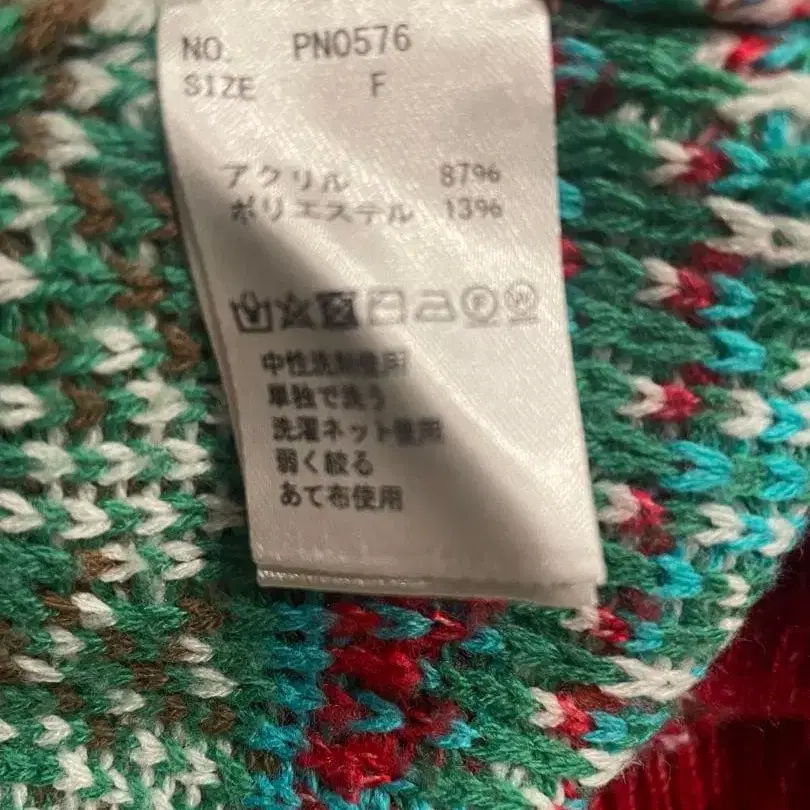 NO. PN0576
SIZE F
アクリル 87%
ポリエステル 13%
中性洗剤使用
単独で洗う
洗濯ネット使用
弱く絞る
あて布使用